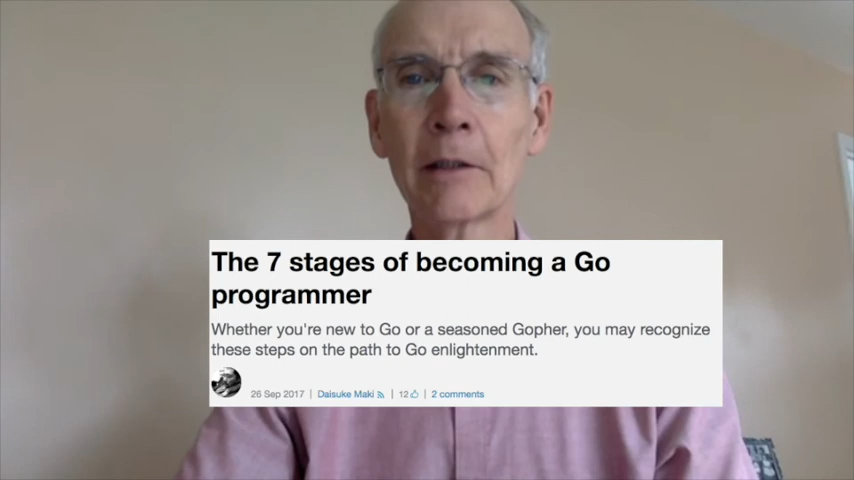 The 7 stages of becoming a Go
programmer
Whether you're new to Go or a seasoned Gopher, you may recognize
these steps on the path to Go enlightenment.
26 Sep 2017 | Daisuke Maki | 12 | 2 comments